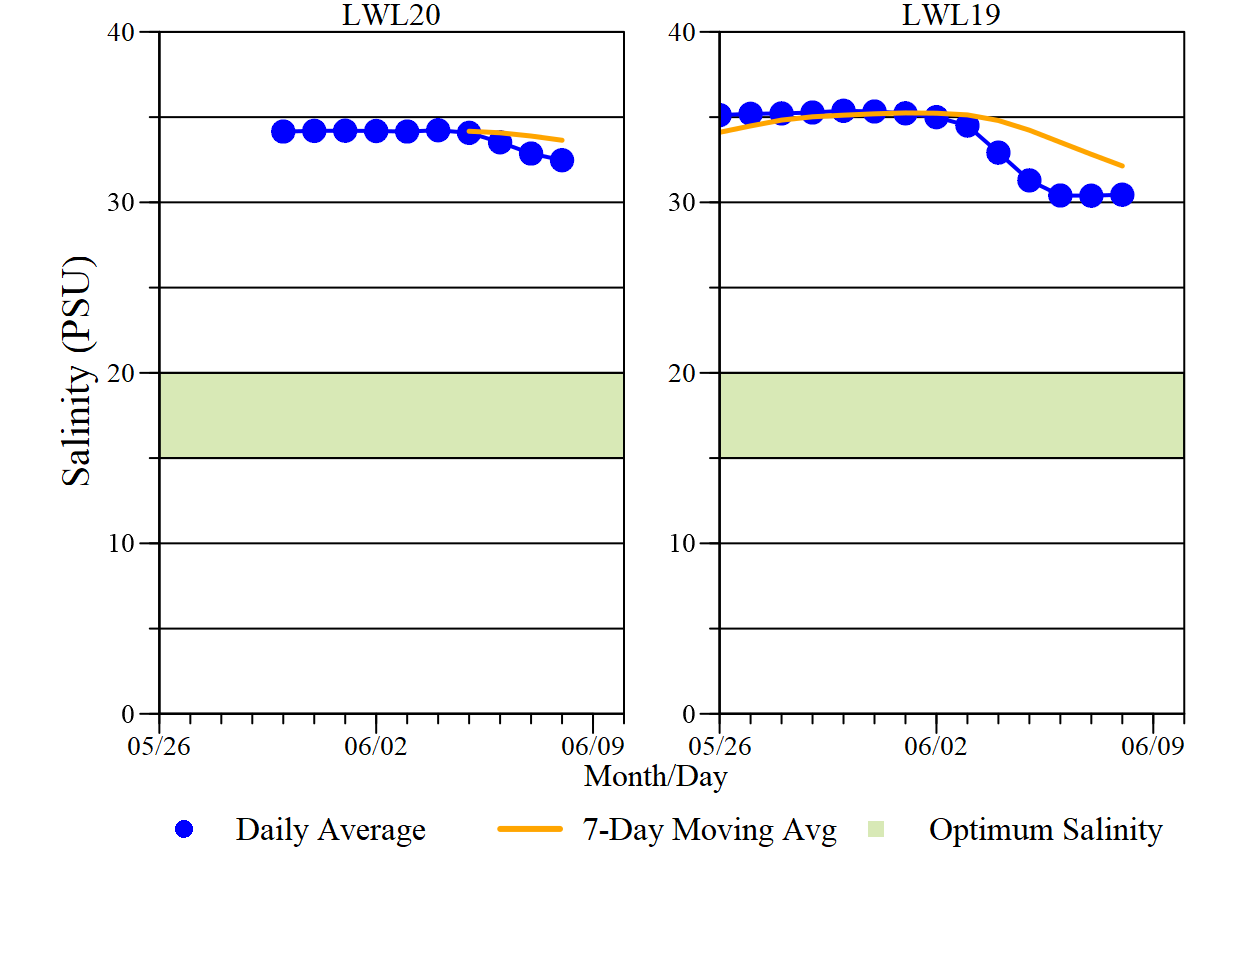 LWL20 LWL19
40 40
30 30
Salinity (PSU)
20 20
10 10
0 0
05/26 06/02 06/09 05/26 06/02 06/09
Month/Day
Daily Average 7-Day Moving Avg Optimum Salinity